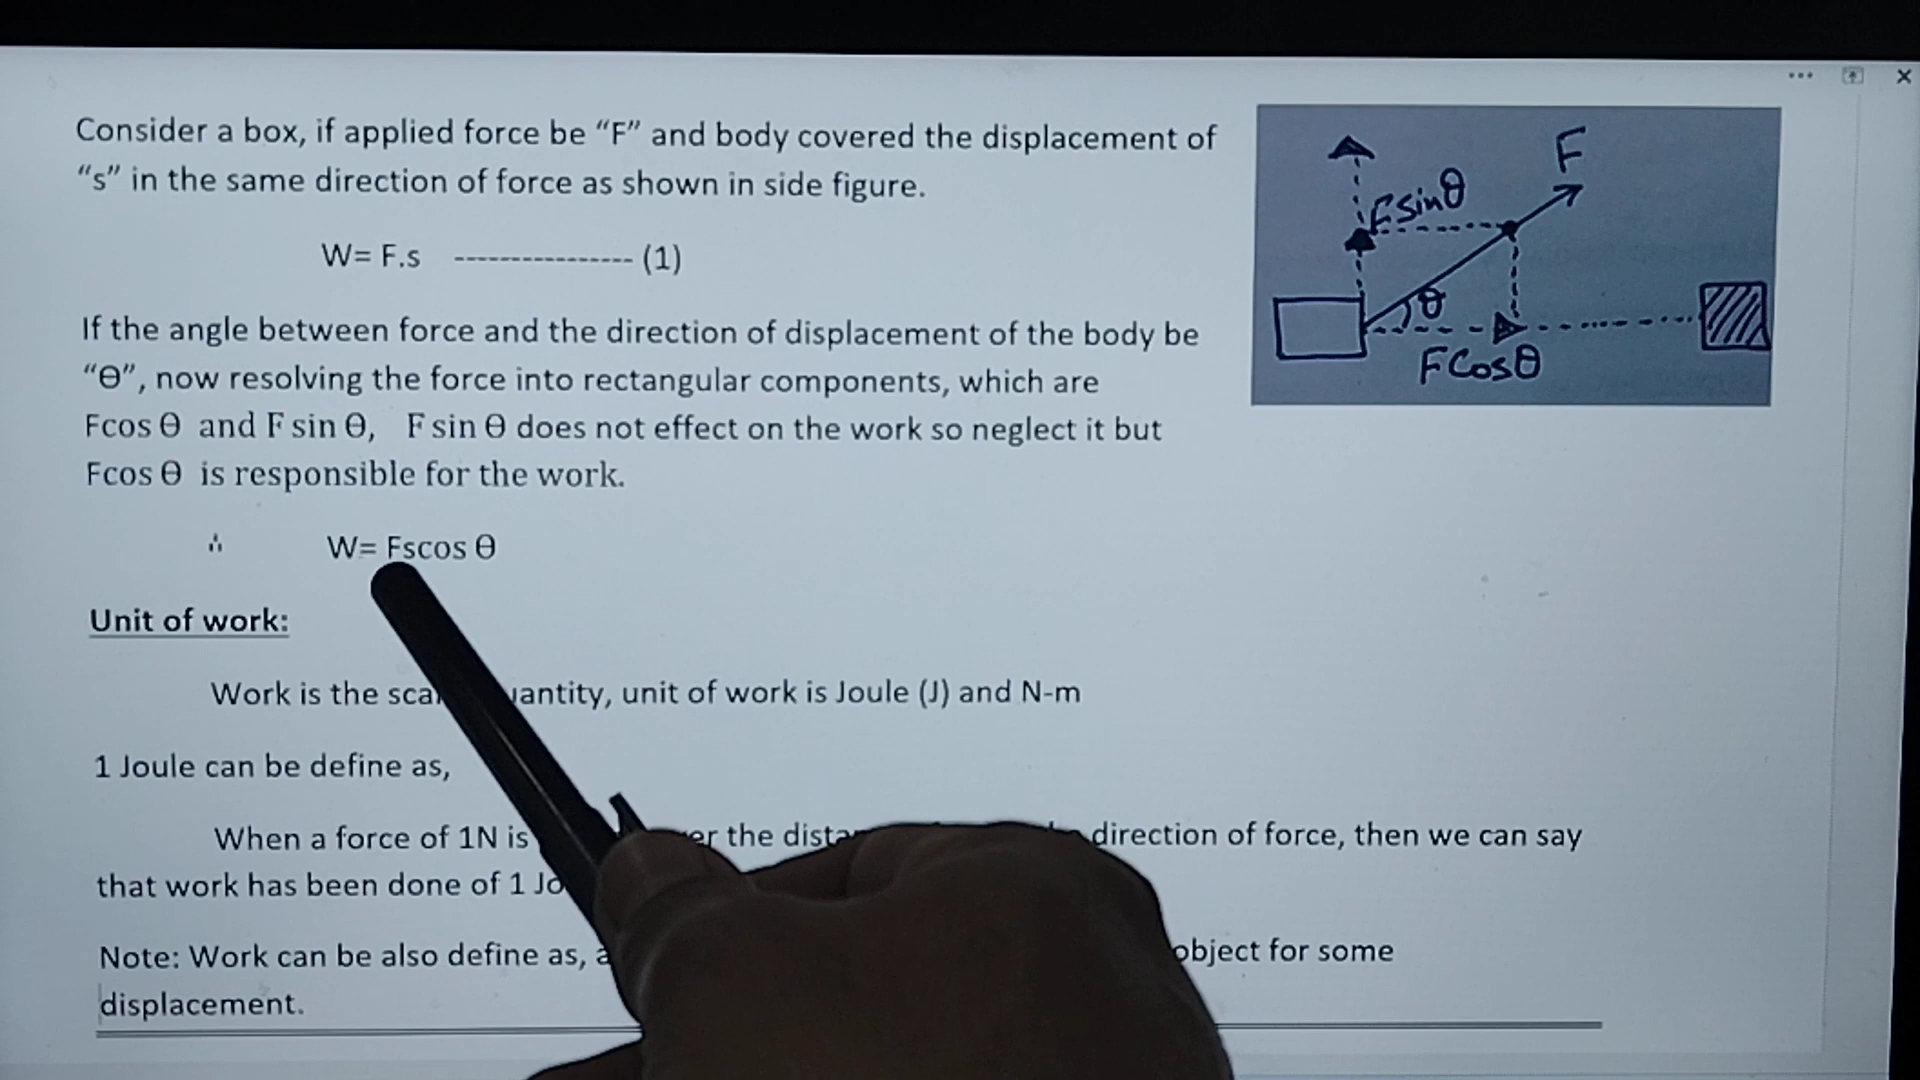 Consider a box, if applied force be “F” and body covered the displacement of
“s” in the same direction of force as shown in side figure.
W= F.s ---------------- (1)
If the angle between force and the direction of displacement of the body be
“Θ”, now resolving the force into rectangular components, which are
Fcos Θ and F sin Θ, F sin Θ does not effect on the work so neglect it but
Fcos Θ is responsible for the work.
∴ W= Fscos Θ
Unit of work:
Work is the quantity, unit of work is Joule (J) and N-m
1 Joule can be define as,
When a force of 1N is the direction of force, then we can say
that work has been done of 1
Note: Work can be also define as, object for some
displacement.
F
Fsinθ
θ
FCosθ